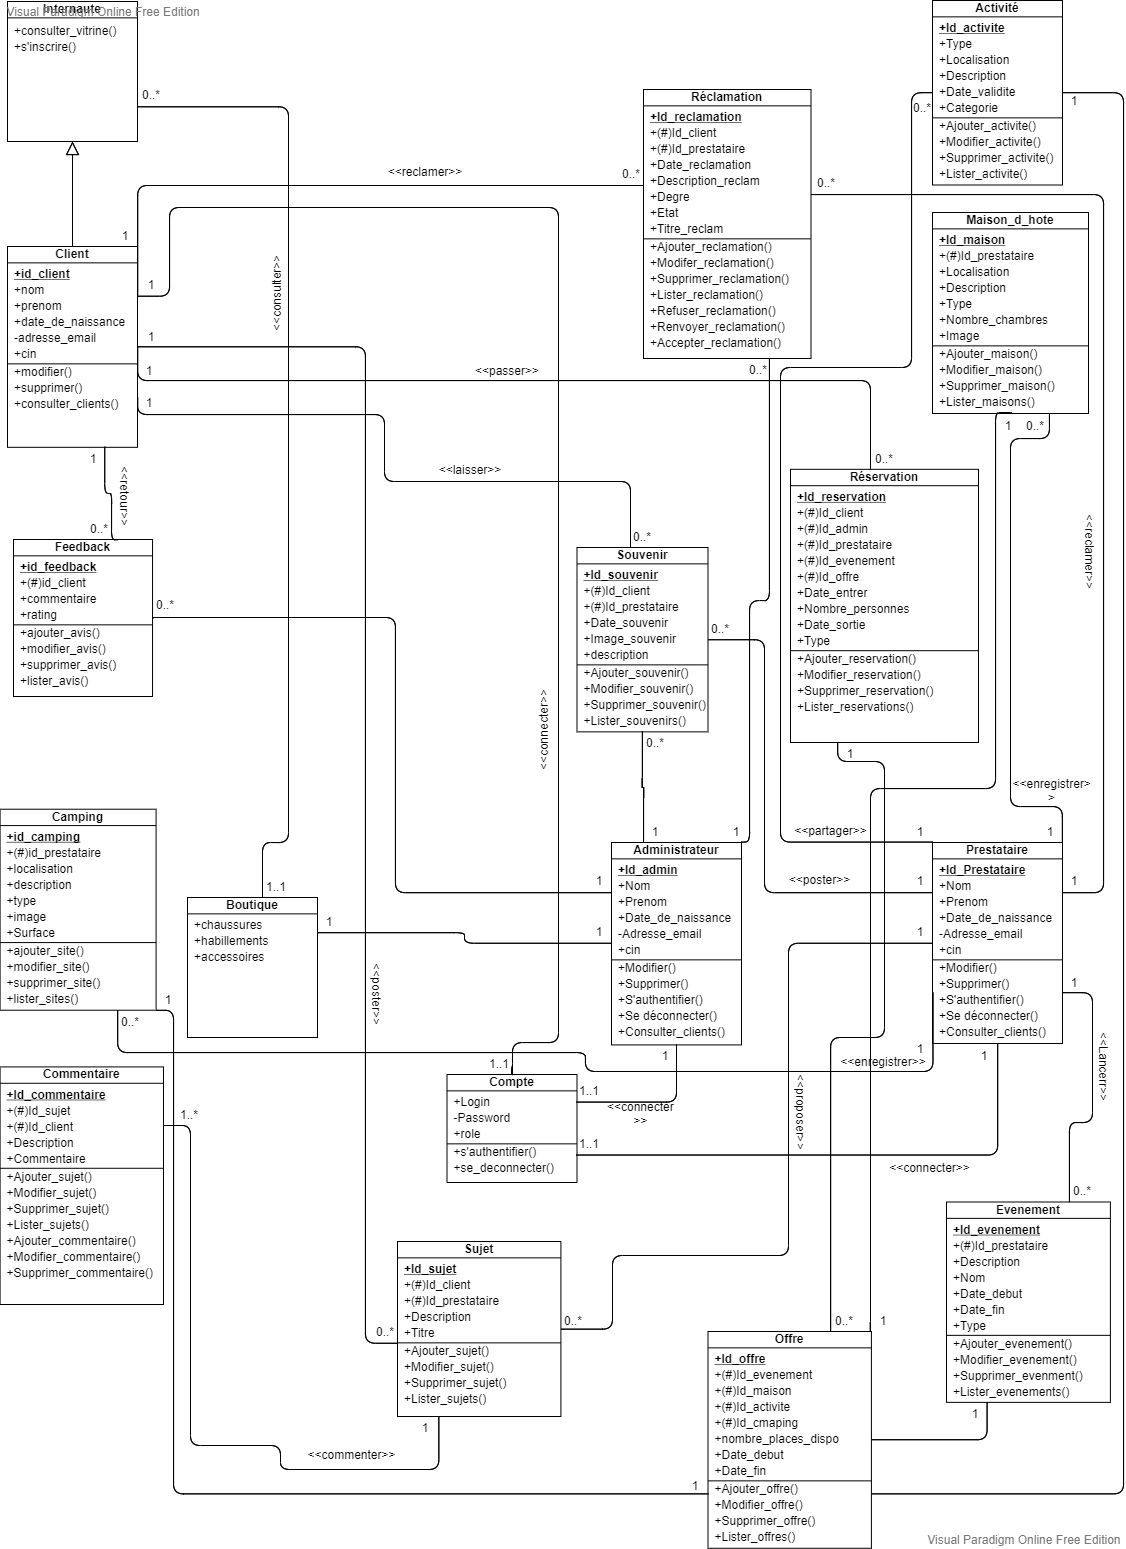 Visual Paradigm Online Free Edition
Internaute
+consulter_vitrine()
+s'inscrire()
0..*
Activité
+Id_activite
+Type
+Localisation
+Description
+Date_validite
+Categorie
+Ajouter_activite()
+Modifier_activite()
+Supprimer_activite()
+Lister_activite()
0..*
1
Réclamation
+Id_reclamation
+(#)Id_client
+(#)Id_prestataire
+Date_reclamation
+Description_reclam
+Degre
+Etat
+Titre_reclam
+Ajouter_reclamation()
+Modifer_reclamation()
+Supprimer_reclamation()
+Lister_reclamation()
+Refuser_reclamation()
+Renvoyer_reclamation()
+Accepter_reclamation()
<<reclamer>>
0..*
0..*
0..*
1
Maison_d_hote
+Id_maison
+(#)Id_prestataire
+Localisation
+Description
+Type
+Nombre_chambres
+Image
+Ajouter_maison()
+Modifier_maison()
+Supprimer_maison()
+Lister_maisons()
1
0..*
Client
+id_client
+nom
+prenom
+date_de_naissance
-adresse_email
+cin
+modifier()
+supprimer()
+consulter_clients()
1
1
1
1
1
<<consulter>>
<<passer>>
0..*
<<laisser>>
0..*
<<retour>>
0..*
Feedback
+id_feedback
+(#)id_client
+commentaire
+rating
+ajouter_avis()
+modifier_avis()
+supprimer_avis()
+lister_avis()
0..*
Réservation
+Id_reservation
+(#)Id_client
+(#)Id_admin
+(#)Id_prestataire
+(#)Id_evenement
+(#)Id_offre
+Date_entrer
+Nombre_personnes
+Date_sortie
+Type
+Ajouter_reservation()
+Modifier_reservation()
+Supprimer_reservation()
+Lister_reservations()
1
<<reclamer>>
Souvenir
+Id_souvenir
+(#)Id_client
+(#)Id_prestataire
+Date_souvenir
+Image_souvenir
+description
+Ajouter_souvenir()
+Modifier_souvenir()
+Supprimer_souvenir()
+Lister_souvenirs()
0..*
0..*
<<connecter>>
<<enregistrer>
>
Camping
+id_camping
+(#)id_prestataire
+localisation
+description
+type
+image
+Surface
+ajouter_site()
+modifier_site()
+supprimer_site()
+lister_sites()
1
0..*
1..1
Boutique
+chaussures
+habillements
+accessoires
1
1
1
Administrateur
+Id_admin
+Nom
+Prenom
+Date_de_naissance
-Adresse_email
+cin
+Modifier()
+Supprimer()
+S'authentifier()
+Se déconnecter()
+Consulter_clients()
1
1
1
<<partager>>
1
<<poster>>
1
1
1
Prestataire
+Id_Prestataire
+Nom
+Prenom
+Date_de_naissance
-Adresse_email
+cin
+Modifier()
+Supprimer()
+S'authentifier()
+Se déconnecter()
+Consulter_clients()
1
1
1
1
<<poster>>
<<enregistrer>>
<<Lancerr>>
1..1
Compte
+Login
-Password
+role
+s'authentifier()
+se_deconnecter()
1..1
<<connecter
>>
1..1
<<connecter>>
<<proposer>>
Commentaire
+Id_commentaire
+(#)Id_sujet
+(#)Id_client
+Description
+Commentaire
+Ajouter_sujet()
+Modifier_sujet()
+Supprimer_sujet()
+Lister_sujets()
+Ajouter_commentaire()
+Modifier_commentaire()
+Supprimer_commentaire()
1..*
0..*
Evenement
+Id_evenement
+(#)Id_prestataire
+Description
+Nom
+Date_debut
+Date_fin
+Type
+Ajouter_evenement()
+Modifier_evenement()
+Supprimer_evenment()
+Lister_evenements()
1
Sujet
+Id_sujet
+(#)Id_client
+(#)Id_prestataire
+Description
+Titre
+Ajouter_sujet()
+Modifier_sujet()
+Supprimer_sujet()
+Lister_sujets()
0..*
0..*
1
<<commenter>>
0..*
1
Offre
+Id_offre
+(#)Id_evenement
+(#)Id_maison
+(#)Id_activite
+(#)Id_cmaping
+nombre_places_dispo
+Date_debut
+Date_fin
+Ajouter_offre()
+Modifier_offre()
+Supprimer_offre()
+Lister_offres()
1
Visual Paradigm Online Free Edition